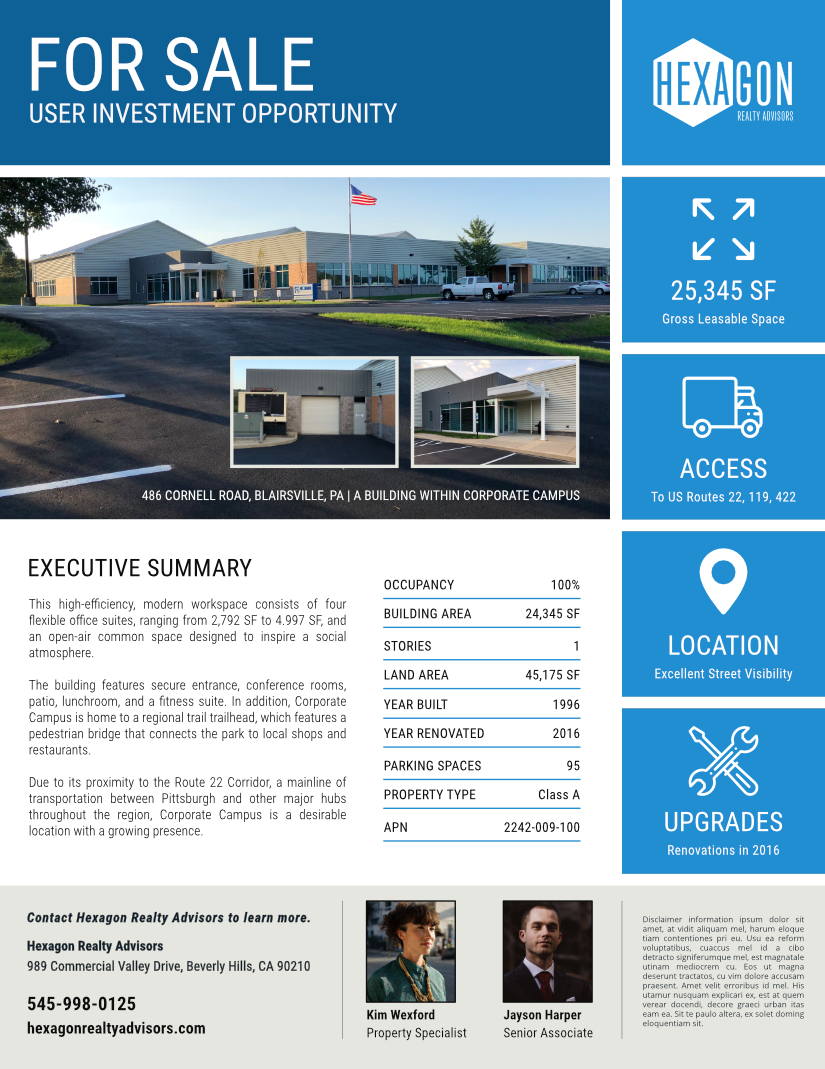 FOR SALE
USER INVESTMENT OPPORTUNITY
HEXAGON
REALTY ADVISORS
25,345 SF
Gross Leasable Space
ACCESS
To US Routes 22, 119, 422
LOCATION
Excellent Street Visibility
UPGRADES
Renovations in 2016
486 CORNELL ROAD, BLAIRSVILLE, PA | A BUILDING WITHIN CORPORATE CAMPUS
EXECUTIVE SUMMARY
This high-efficiency, modern workspace consists of four
flexible office suites, ranging from 2,792 SF to 4.997 SF, and
an open-air common space designed to inspire a social
atmosphere.
The building features secure entrance, conference rooms,
patio, lunchroom, and a fitness suite. In addition, Corporate
Campus is home to a regional trail trailhead, which features a
pedestrian bridge that connects the park to local shops and
restaurants.
Due to its proximity to the Route 22 Corridor, a mainline of
transportation between Pittsburgh and other major hubs
throughout the region, Corporate Campus is a desirable
location with a growing presence.
OCCUPANCY 100%
BUILDING AREA 24,345 SF
STORIES 1
LAND AREA 45,175 SF
YEAR BUILT 1996
YEAR RENOVATED 2016
PARKING SPACES 95
PROPERTY TYPE Class A
APN 2242-009-100
Contact Hexagon Realty Advisors to learn more.
Hexagon Realty Advisors
989 Commercial Valley Drive, Beverly Hills, CA 90210
545-998-0125
hexagonrealtyadvisors.com
Kim Wexford
Property Specialist
Jayson Harper
Senior Associate
Disclaimer information ipsum dolor sit
amet, at vidit aliquam mel, harum eloque
tiam contentiones pri eu. Usu ea reform
voluptatibus, cuaccus mel id a cibo
detracto signiferumque mel, est magnatale
utinam mediocrem cu. Eos ut magna
deserunt tractatos, cu vim dolore accusam
praesent. Amet velit erroribus id mel. His
utamur nusquam explicari ex, est at quem
verear docendi, decore graeci urban itas
eam ea. Sit te paulo altera, ex solet doming
eloquentiam sit.